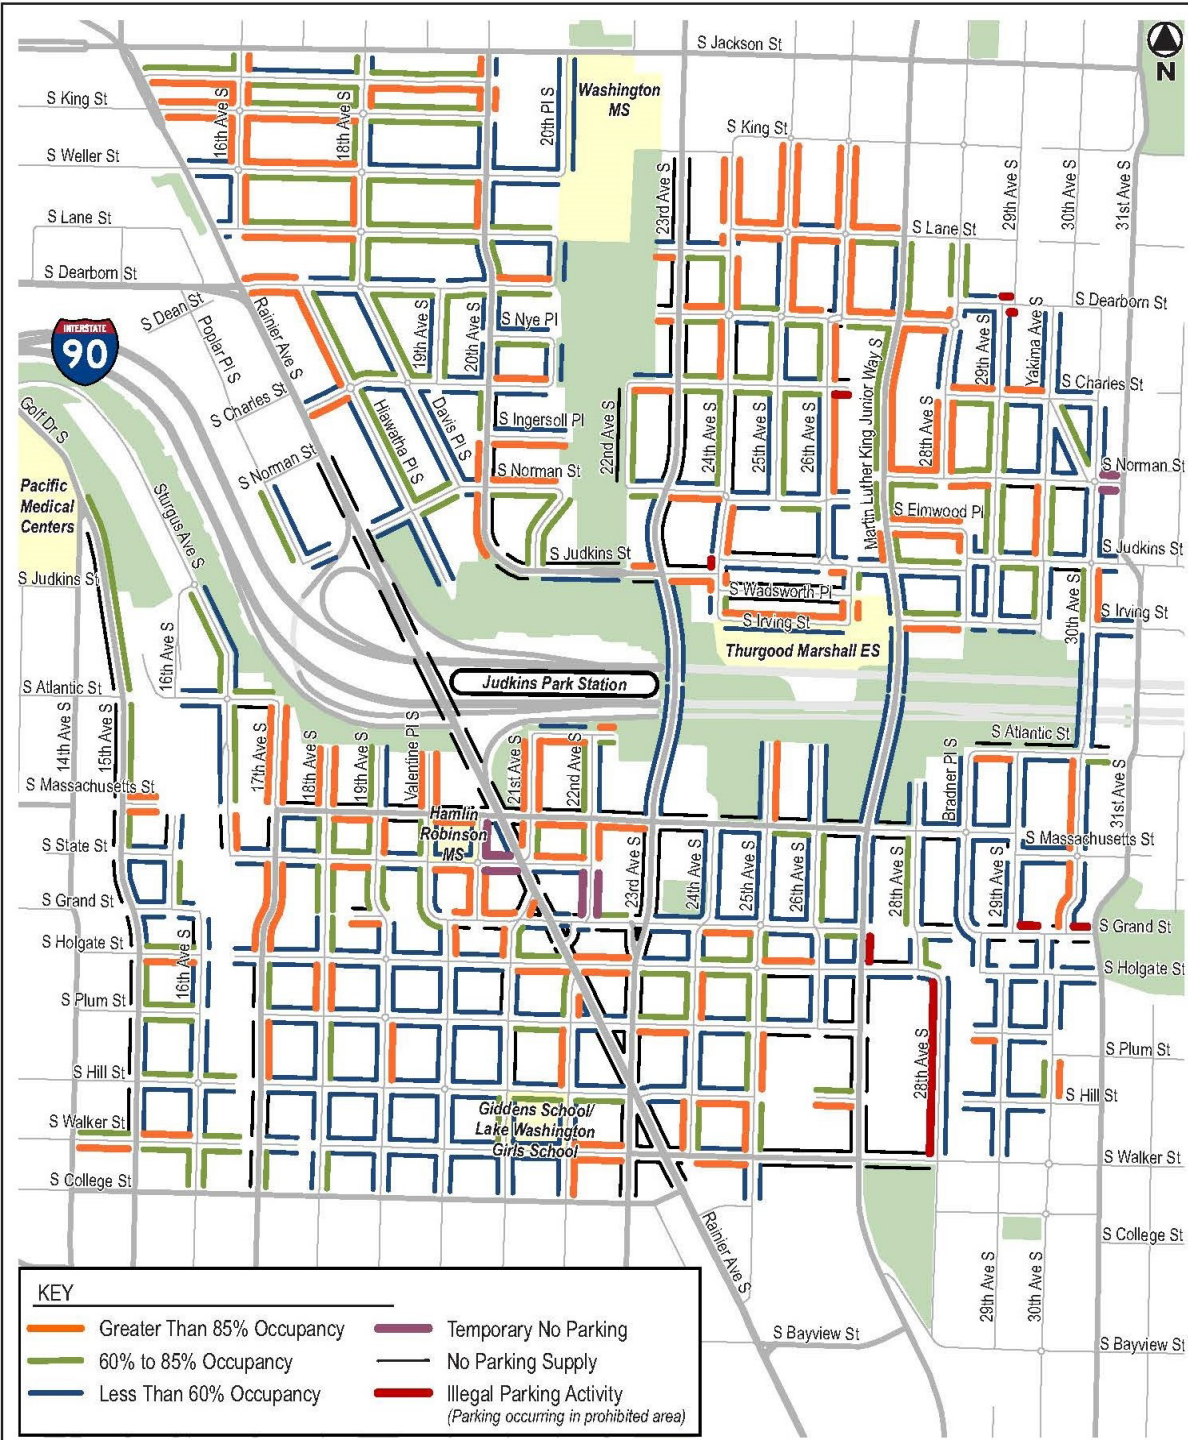 S Jackson St
N
S King St
16th Ave S
18th Ave S
20th Pl S
Washington
MS
S King St
S Weller St
23rd Ave S
29th Ave S
30th Ave S
31st Ave S
S Lane St
S Lane St
S Dearborn St
S Dean St
Poplar Pl S
Rainier Ave S
19th Ave S
20th Ave S
S Nye Pl
S Dearborn St
29th Ave S
Yakima Ave S
INTERSTATE
90
S Charles St
S Charles St
Golf Dr S
Hiawatha Pl S
Davis Pl S
S Ingersoll Pl
22nd Ave S
24th Ave S
25th Ave S
26th Ave S
Martin Luther King Junior Way S
28th Ave S
S Norman St
S Norman St
S Norman St
Pacific
Medical
Centers
Sturgus Ave S
S Elmwood Pl
S Judkins St
S Judkins St
S Judkins St
S Wadsworth Pl
S Irving St
S Irving St
30th Ave S
16th Ave S
Thurgood Marshall ES
Judkins Park Station
S Atlantic St
S Atlantic St
14th Ave S
15th Ave S
17th Ave S
18th Ave S
19th Ave S
Valentine Pl S
21st Ave S
22nd Ave S
Bradner Pl S
31st Ave S
S Massachusetts St
Hamlin
Robinson
MS
S Massachusetts St
S State St
23rd Ave S
24th Ave S
25th Ave S
26th Ave S
28th Ave S
29th Ave S
S Grand St
S Grand St
S Holgate St
16th Ave S
S Holgate St
S Plum St
28th Ave S
S Plum St
S Hill St
S Hill St
Giddens School/
Lake Washington
Girls School
S Walker St
S Walker St
S College St
Rainier Ave S
S College St
29th Ave S
30th Ave S
S Bayview St
S Bayview St
KEY
Greater Than 85% Occupancy
60% to 85% Occupancy
Less Than 60% Occupancy
Temporary No Parking
No Parking Supply
Illegal Parking Activity
(Parking occurring in prohibited area)